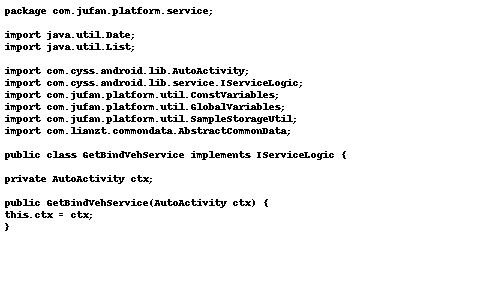 package com.jufan.platform.service;
import java.util.Date;
import java.util.List;
import com.cyss.android.lib.AutoActivity;
import com.cyss.android.lib.service.IServiceLogic;
import com.jufan.platform.util.ConstVariables;
import com.jufan.platform.util.GlobalVariables;
import com.jufan.platform.util.SampleStorageUtil;
import com.lianzt.commondata.AbstractCommonData;
public class GetBindVehService implements IServiceLogic {
private AutoActivity ctx;
public GetBindVehService(AutoActivity ctx) {
this.ctx = ctx;
}